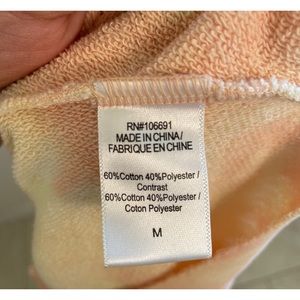 RN#106691
MADE IN CHINA/
FABRIQUE EN CHINE
60%Cotton 40%Polyester /
Contrast
60%Cotton 40%Polyester /
Coton Polyester
M